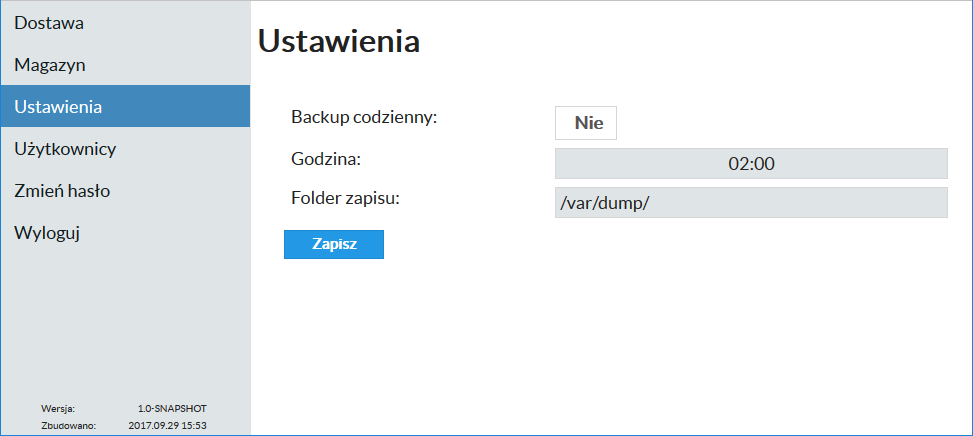 Dostawa
Magazyn
Ustawienia
Użytkownicy
Zmień hasło
Wyloguj
Wersja: 1.0-SNAPSHOT
Zbudowano: 2017.09.29 15:53
Ustawienia
Backup codzienny: Nie
Godzina: 02:00
Folder zapisu: /var/dump/
Zapisz